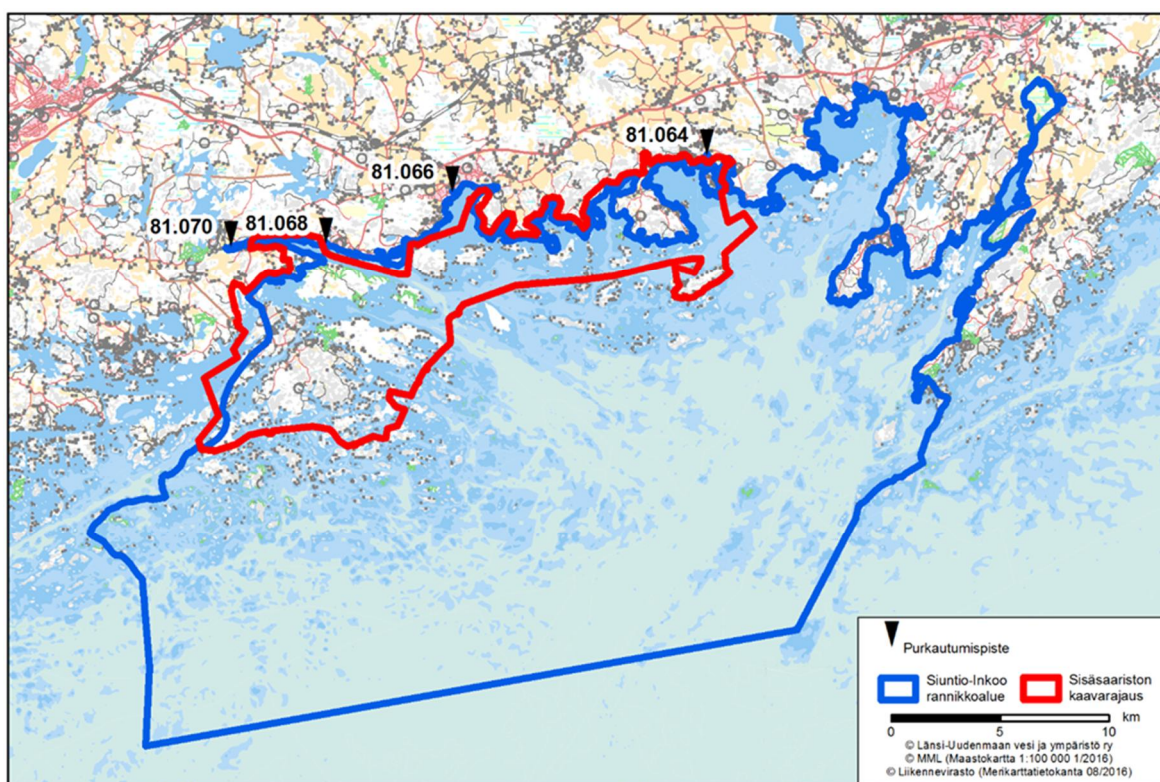 81.064
81.066
81.070
81.068
Purkautumispiste
Siuntio-Inkoo
rannikkoalue
Sisäsaariston
kaavarajaus
km
0
5
10
© Länsi-Uudenmaan vesi ja ympäristö ry
© MML (Maastokartta 1:100 000 1/2016)
© Liikennevirasto (Merikarttatietokanta 08/2016)